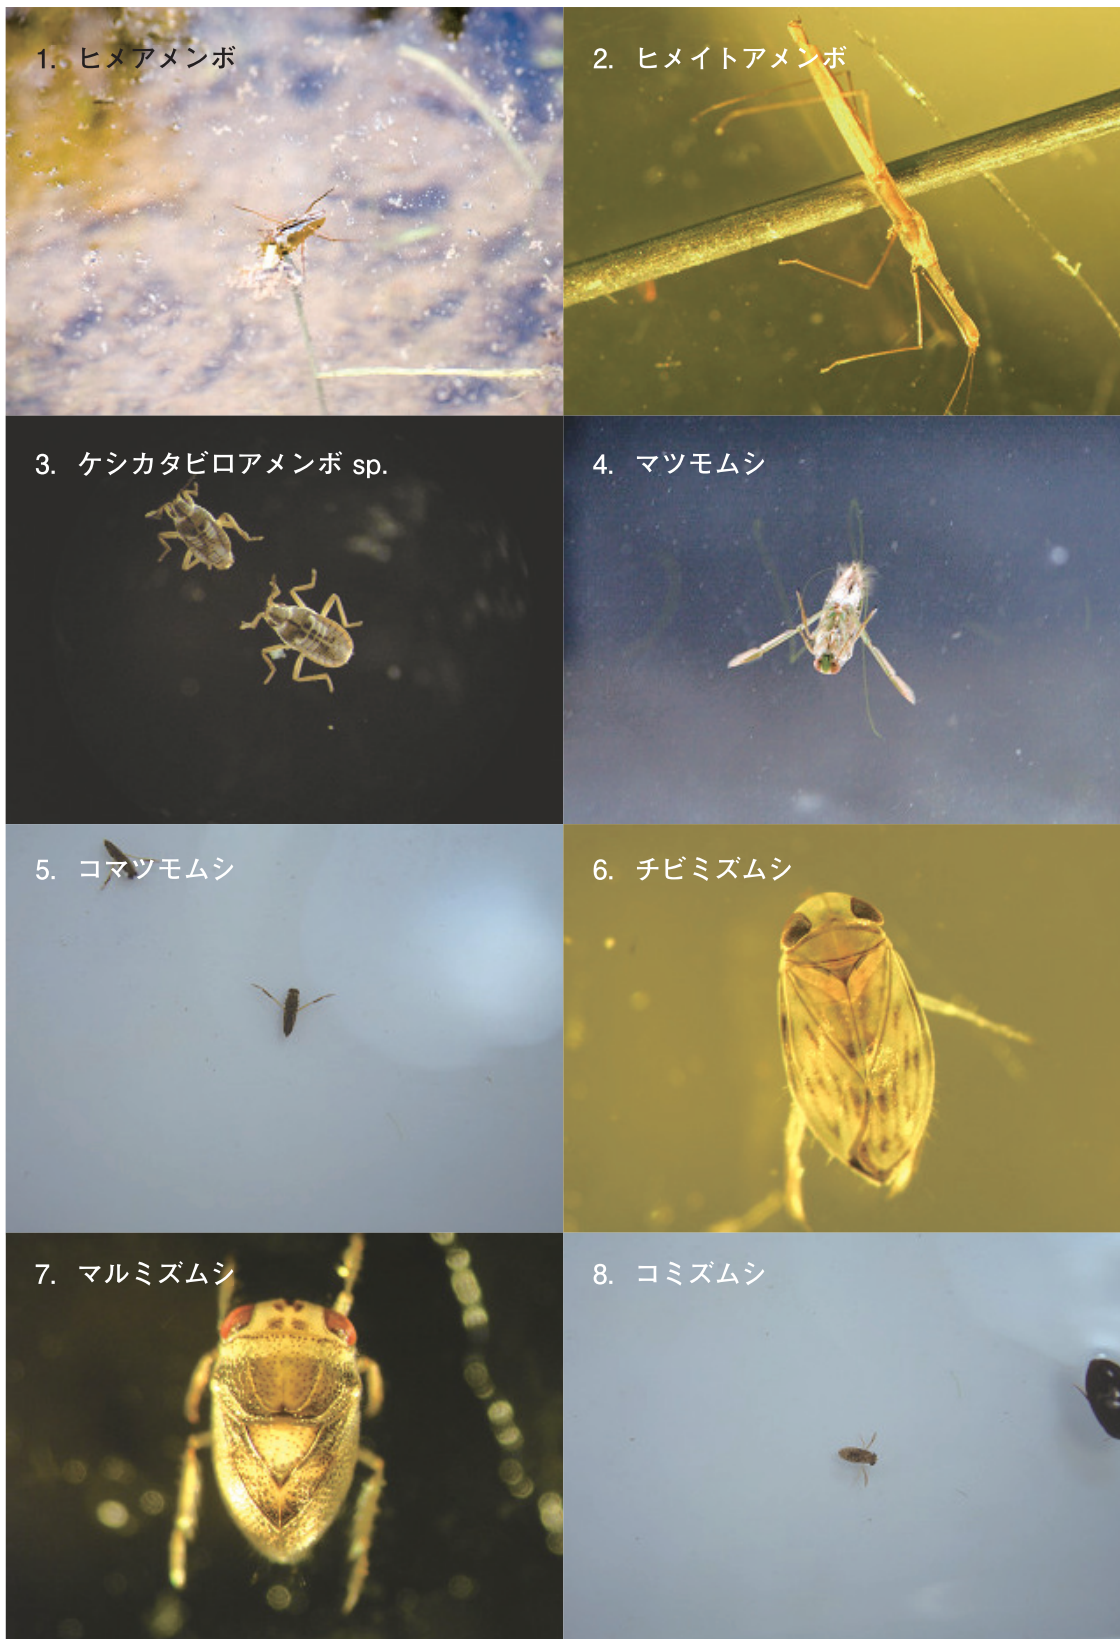 1. ヒメアメンボ
2. ヒメイトアメンボ
3. ケシカタビロアメンボ sp.
4. マツモムシ
5. コマツモムシ
6. チビミズムシ
7. マルミズムシ
8. コミズムシ